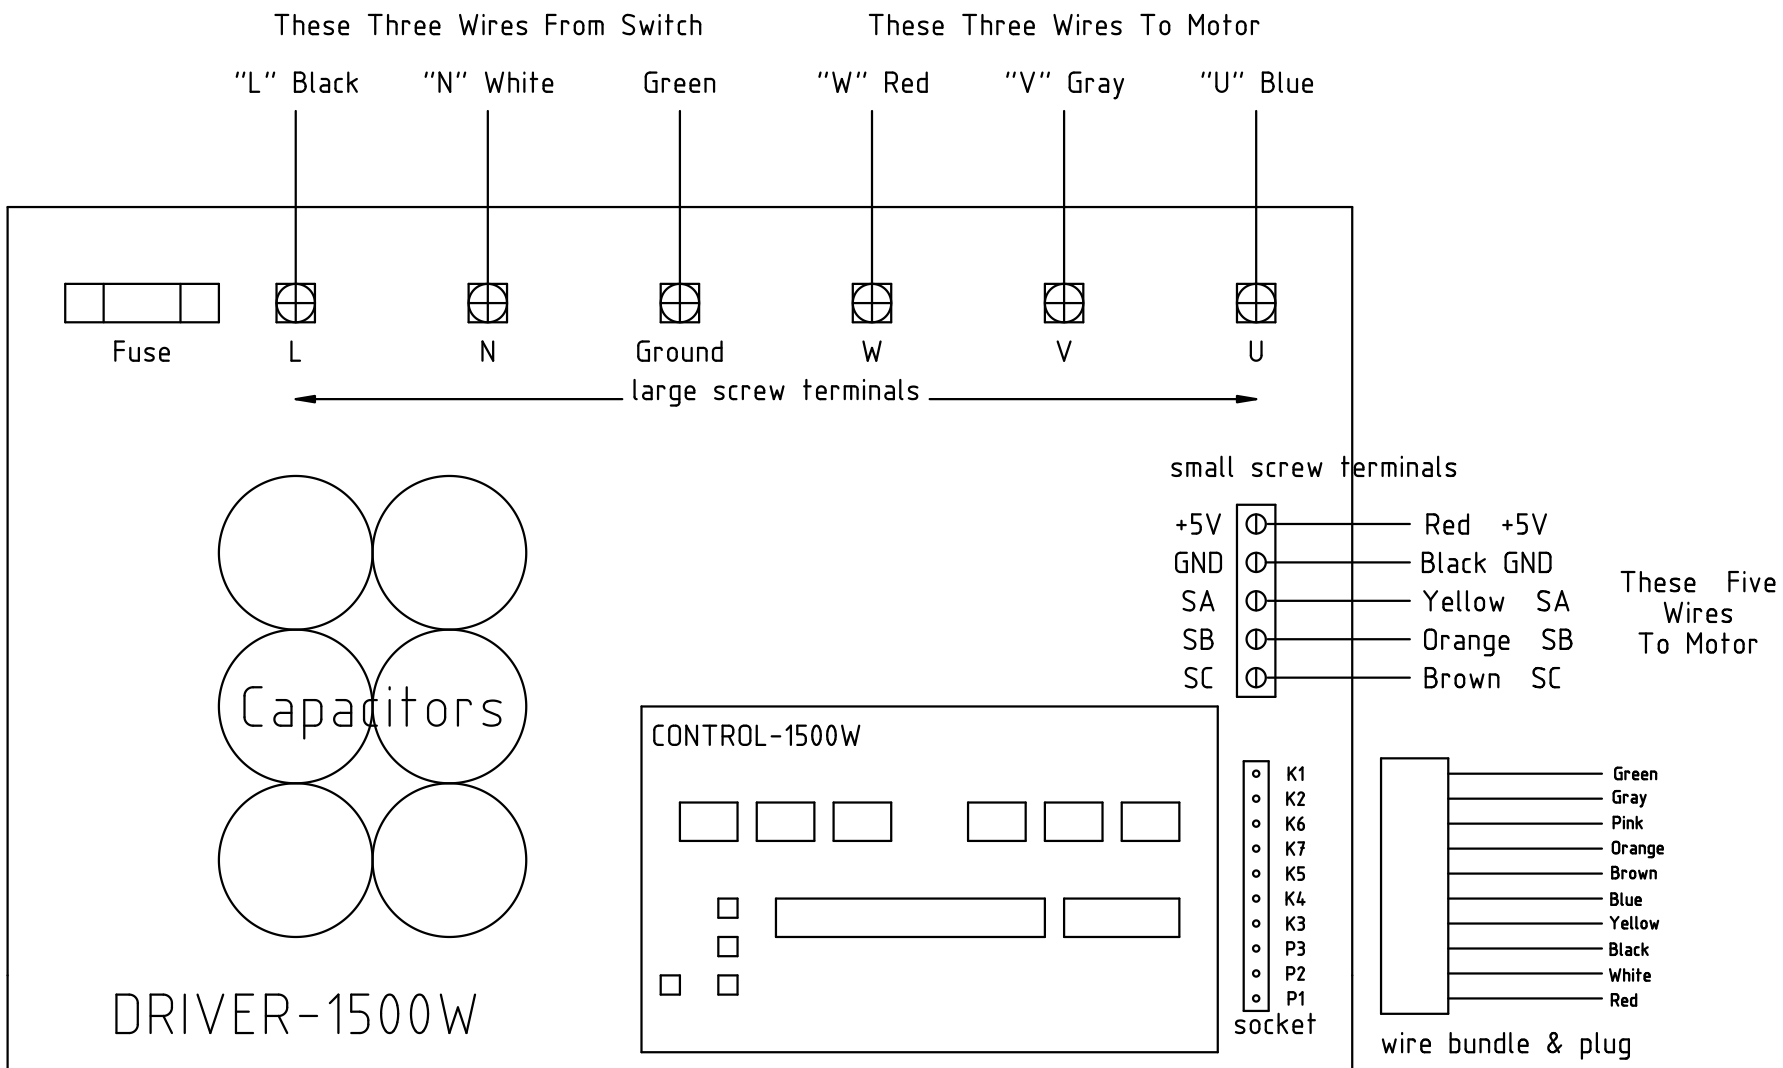 These Three Wires From Switch
These Three Wires To Motor
"L" Black
"N" White
Green
"W" Red
"V" Gray
"U" Blue
Fuse
L
N
Ground
W
V
U
large screw terminals
small screw terminals
+5V
Red +5V
GND
Black GND
SA
Yellow SA
SB
Orange SB
SC
Brown SC
These Five
Wires
To Motor
Capacitors
CONTROL-1500W
K1
Green
K2
Gray
K6
Pink
K7
Orange
K5
Brown
K4
Blue
K3
Yellow
P3
Black
P2
White
P1
Red
socket
wire bundle & plug
DRIVER-1500W